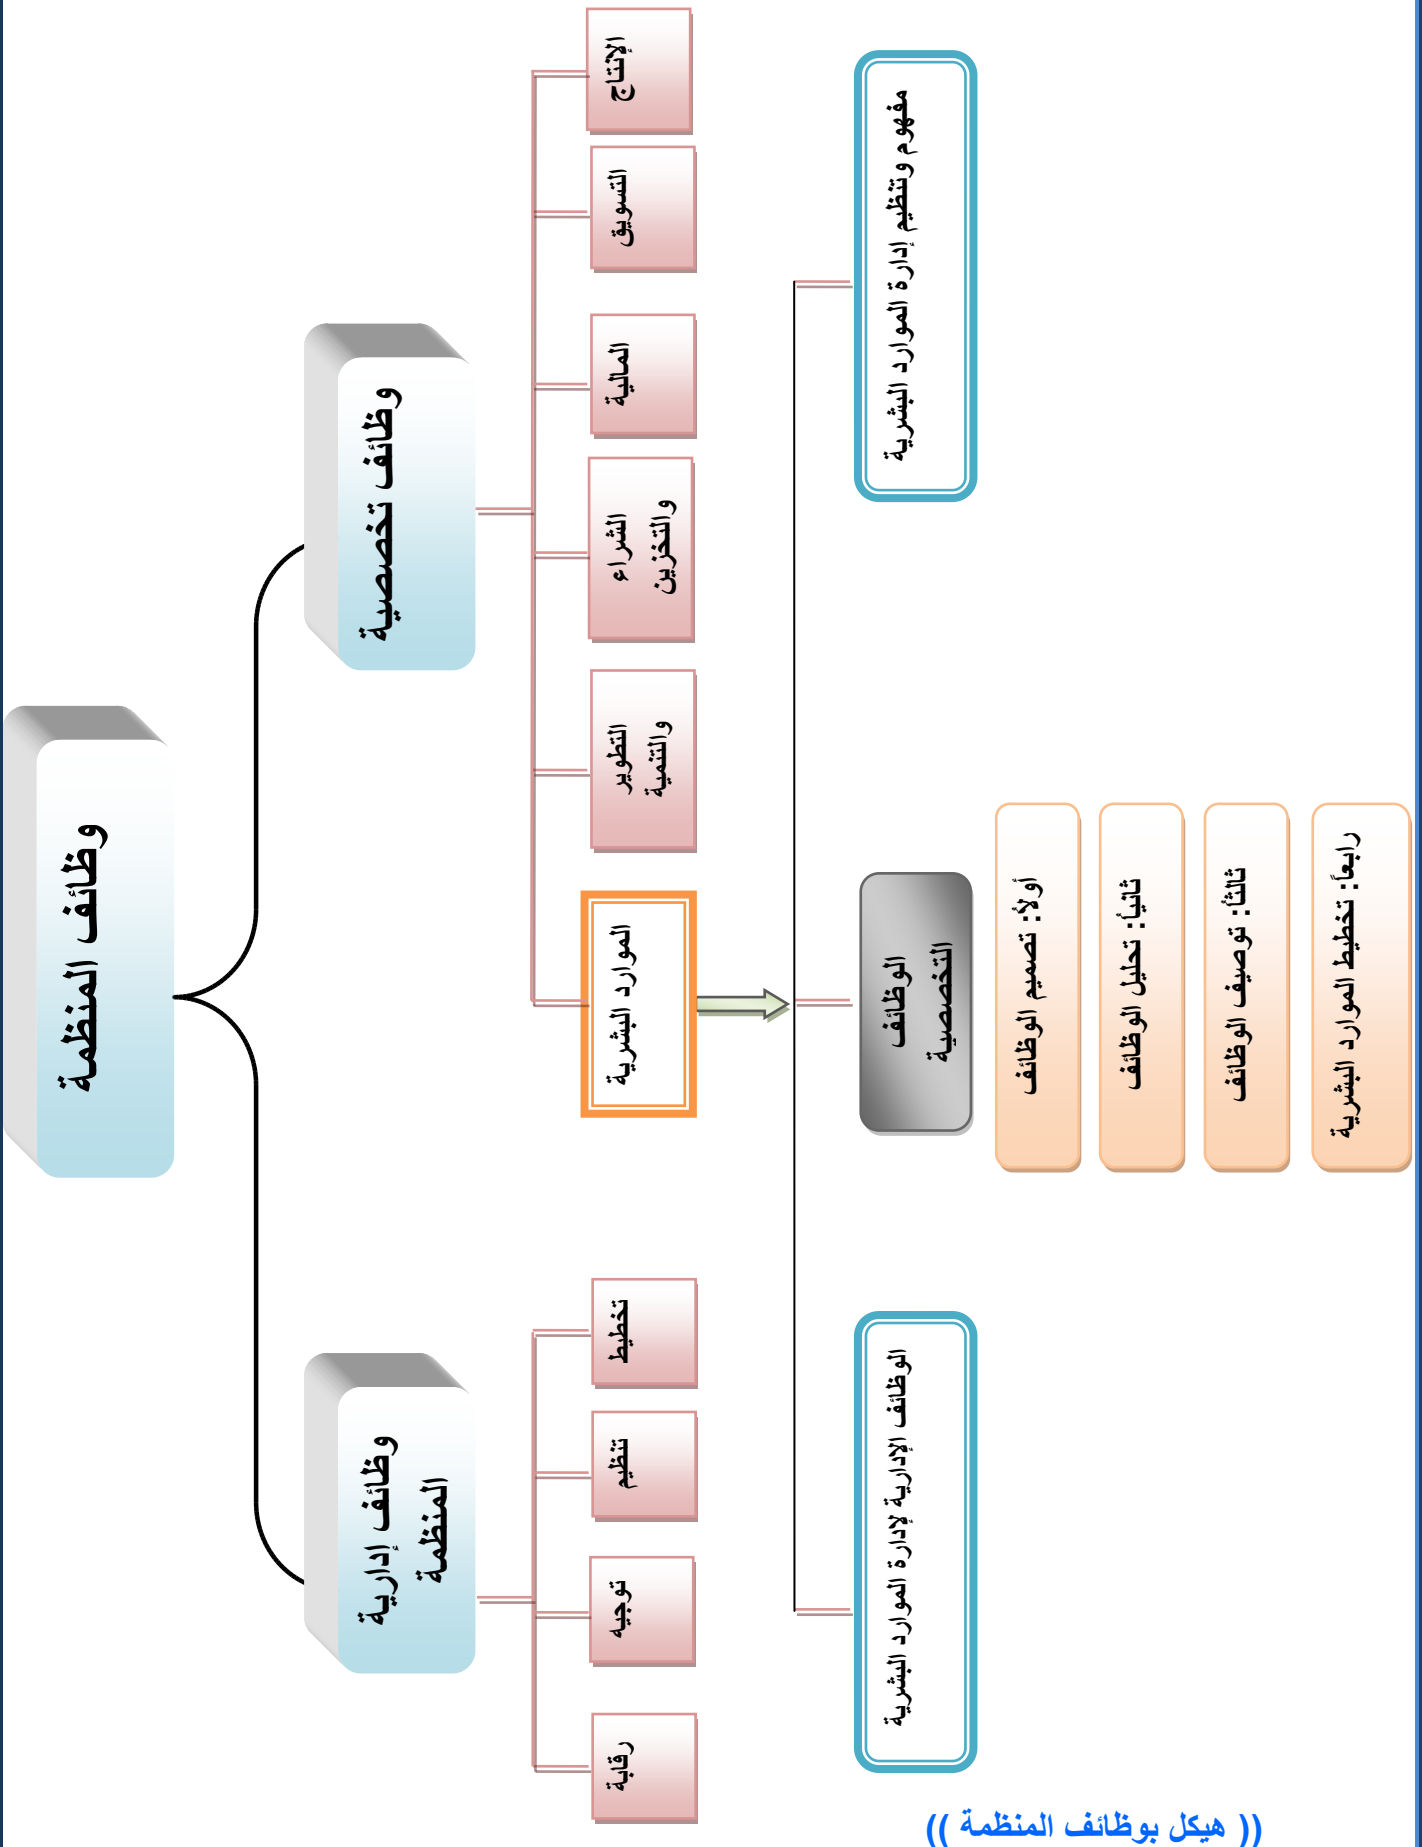 وظائف المنظمة
وظائف تخصصية
وظائف إدارية
المنظمة
الإنتاج
التسويق
المالية
الشراء
والتخزين
التطوير
والتنمية
الموارد البشرية
تخطيط
تنظيم
توجيه
رقابة
مفهوم وتنظيم إدارة الموارد البشرية
الوظائف
التخصصية
الوظائف الإدارية لإدارة الموارد البشرية
أولاً: تصميم الوظائف
ثانياً: تحليل الوظائف
ثالثاً: توصيف الوظائف
رابعاً: تخطيط الموارد البشرية
(( هيكل بوظائف المنظمة ))